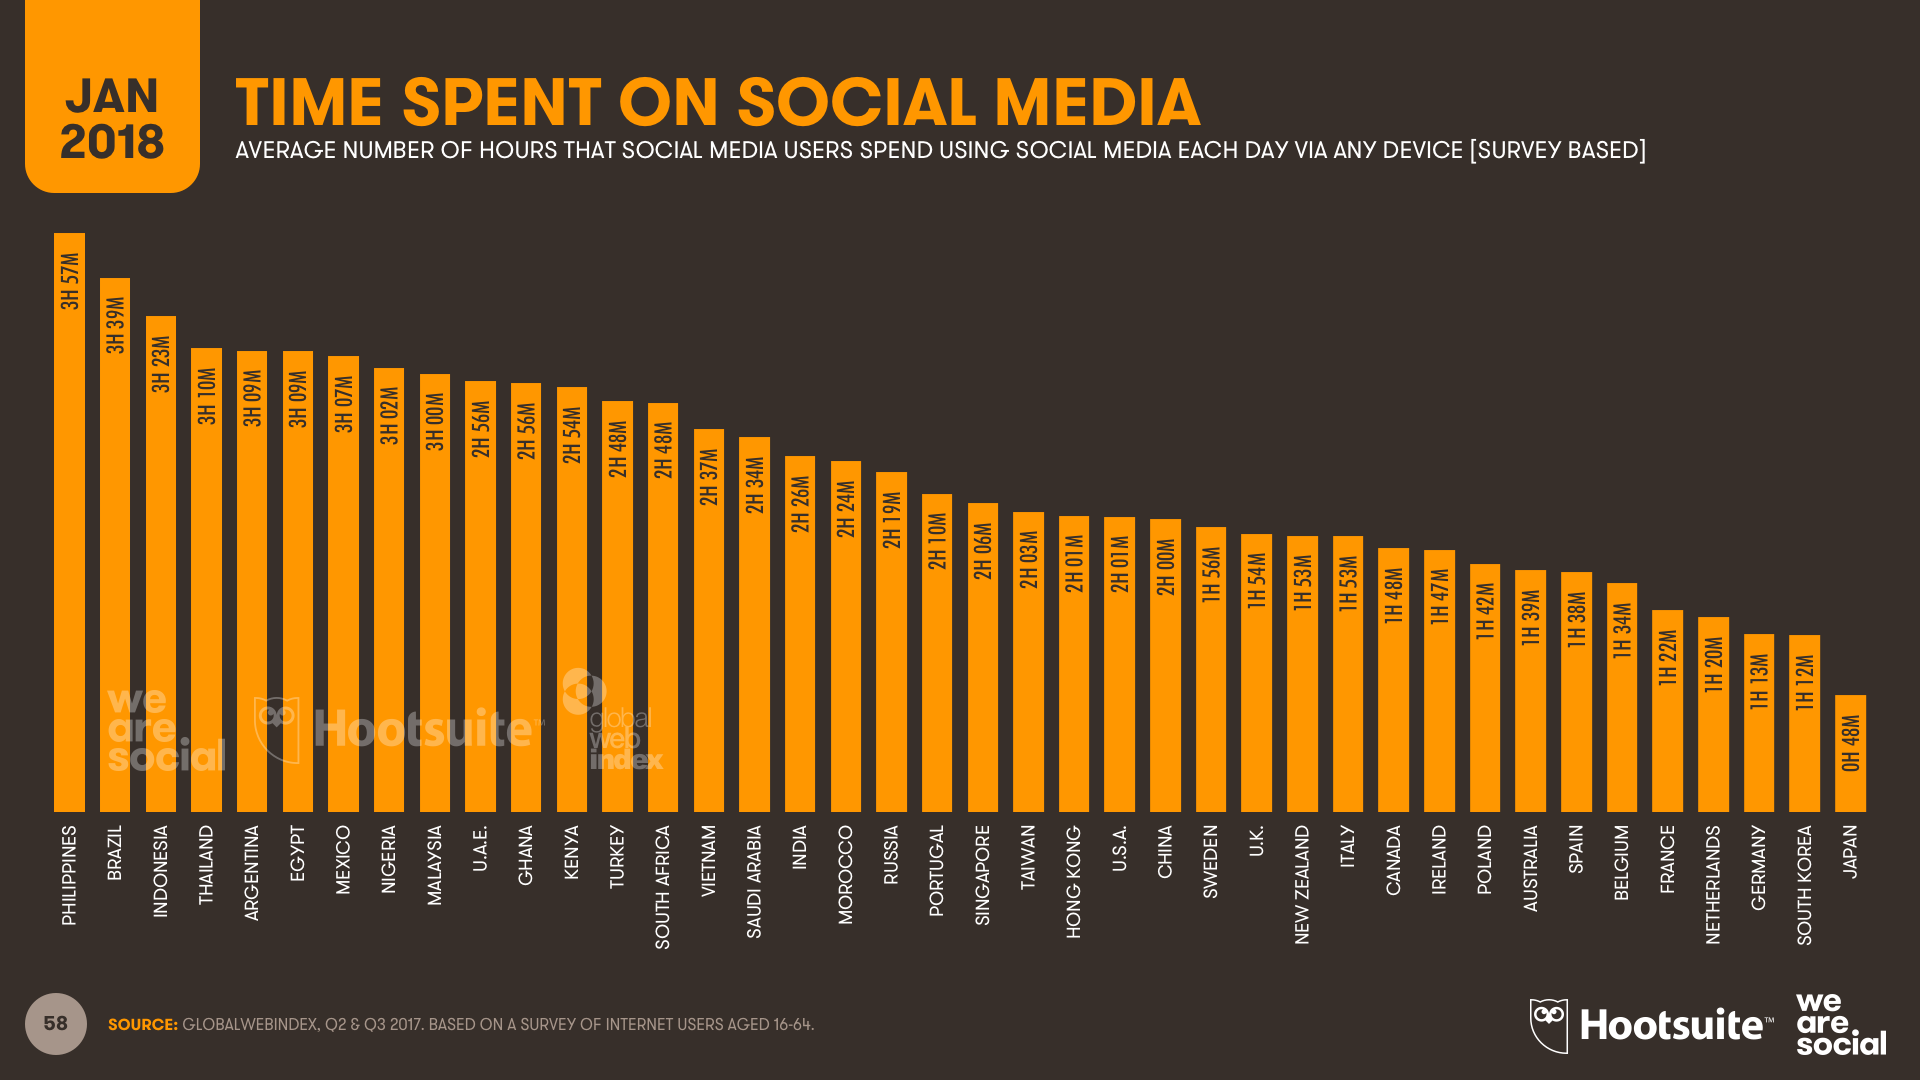 JAN
2018
TIME SPENT ON SOCIAL MEDIA
AVERAGE NUMBER OF HOURS THAT SOCIAL MEDIA USERS SPEND USING SOCIAL MEDIA EACH DAY VIA ANY DEVICE [SURVEY BASED]
3H 57M
3H 39M
3H 23M
3H 10M
3H 09M
3H 09M
3H 07M
3H 02M
3H 00M
2H 56M
2H 56M
2H 54M
2H 48M
2H 48M
2H 37M
2H 34M
2H 26M
2H 24M
2H 19M
2H 10M
2H 06M
2H 03M
2H 01M
2H 01M
2H 00M
1H 56M
1H 54M
1H 53M
1H 53M
1H 48M
1H 47M
1H 42M
1H 39M
1H 38M
1H 34M
1H 22M
1H 20M
1H 13M
1H 12M
0H 48M
we
are
social
Hootsuite™
global
web
index
PHILIPPINES
BRAZIL
INDONESIA
THAILAND
ARGENTINA
EGYPT
MEXICO
NIGERIA
MALAYSIA
U.A.E.
GHANA
KENYA
TURKEY
SOUTH AFRICA
VIETNAM
SAUDI ARABIA
INDIA
MOROCCO
RUSSIA
PORTUGAL
SINGAPORE
TAIWAN
HONG KONG
U.S.A.
CHINA
SWEDEN
U.K.
NEW ZEALAND
ITALY
CANADA
IRELAND
POLAND
AUSTRALIA
SPAIN
BELGIUM
FRANCE
NETHERLANDS
GERMANY
SOUTH KOREA
JAPAN
58
SOURCE: GLOBALWEBINDEX, Q2 & Q3 2017. BASED ON A SURVEY OF INTERNET USERS AGED 16-64.
Hootsuite™
we
are
social